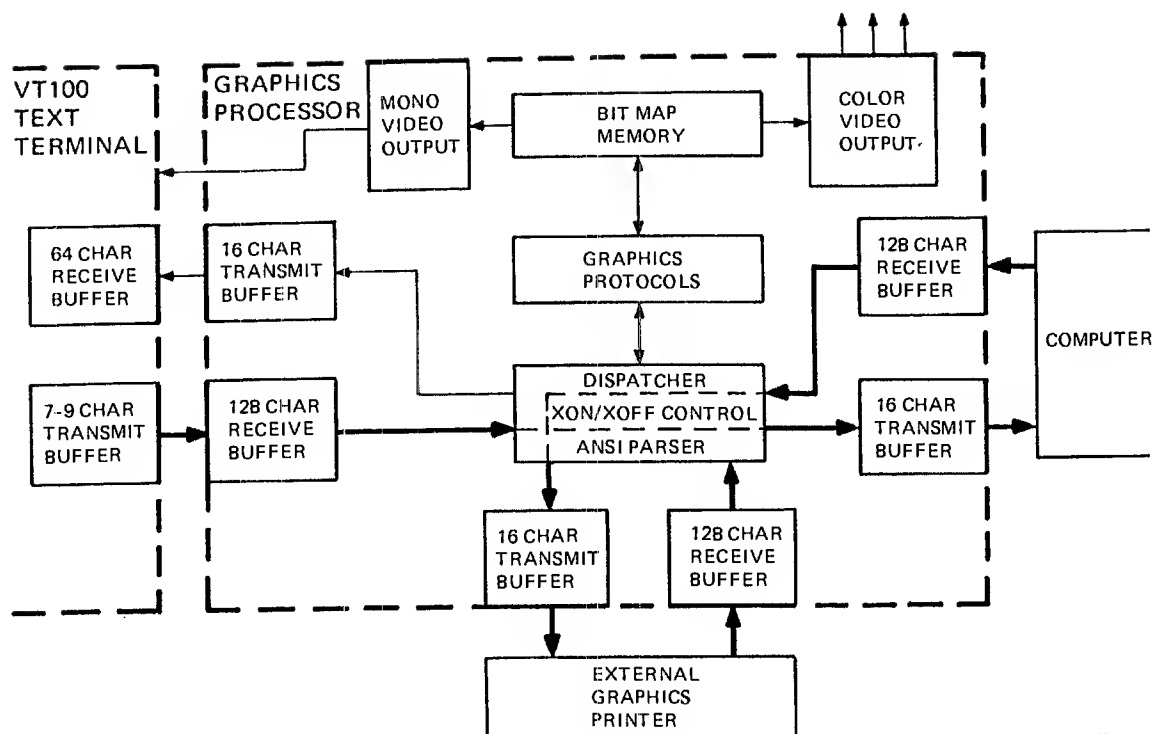 VT100
TEXT
TERMINAL
GRAPHICS
PROCESSOR
MONO
VIDEO
OUTPUT
BIT MAP
MEMORY
COLOR
VIDEO
OUTPUT
64 CHAR
RECEIVE
BUFFER
16 CHAR
TRANSMIT
BUFFER
GRAPHICS
PROTOCOLS
128 CHAR
RECEIVE
BUFFER
COMPUTER
7-9 CHAR
TRANSMIT
BUFFER
128 CHAR
RECEIVE
BUFFER
DISPATCHER
XON/XOFF CONTROL
ANSI PARSER
16 CHAR
TRANSMIT
BUFFER
16 CHAR
TRANSMIT
BUFFER
128 CHAR
RECEIVE
BUFFER
EXTERNAL
GRAPHICS
PRINTER